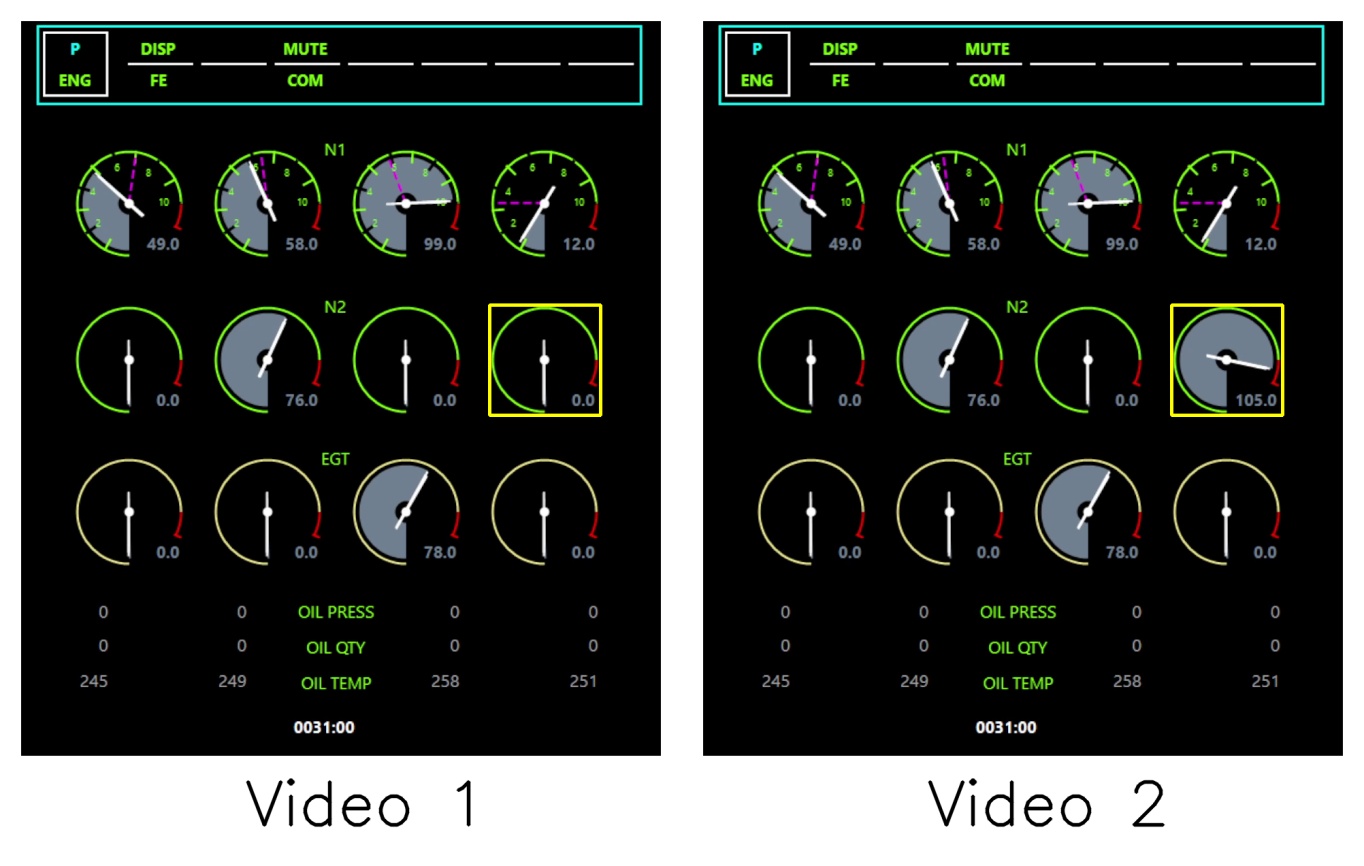 P DISP MUTE P DISP MUTE
ENG FE COM ENG FE COM
N1 N1
6 8 6 8 6 8 6 8 6 8 6 8 6 8 6 8
4 10 4 10 4 10 4 10 4 10 4 10 4 10 4 10
2 2 2 2 2 2 2 2
49.0 58.0 99.0 12.0 49.0 58.0 99.0 12.0
N2 N2
0.0 76.0 0.0 0.0 0.0 76.0 0.0 105.0
EGT EGT
0.0 0.0 78.0 0.0 0.0 0.0 78.0 0.0
0 0 OIL PRESS 0 0 0 0 OIL PRESS 0 0
0 0 OIL QTY 0 0 0 0 OIL QTY 0 0
245 249 OIL TEMP 258 251 245 249 OIL TEMP 258 251
0031:00 0031:00
Video 1 Video 2